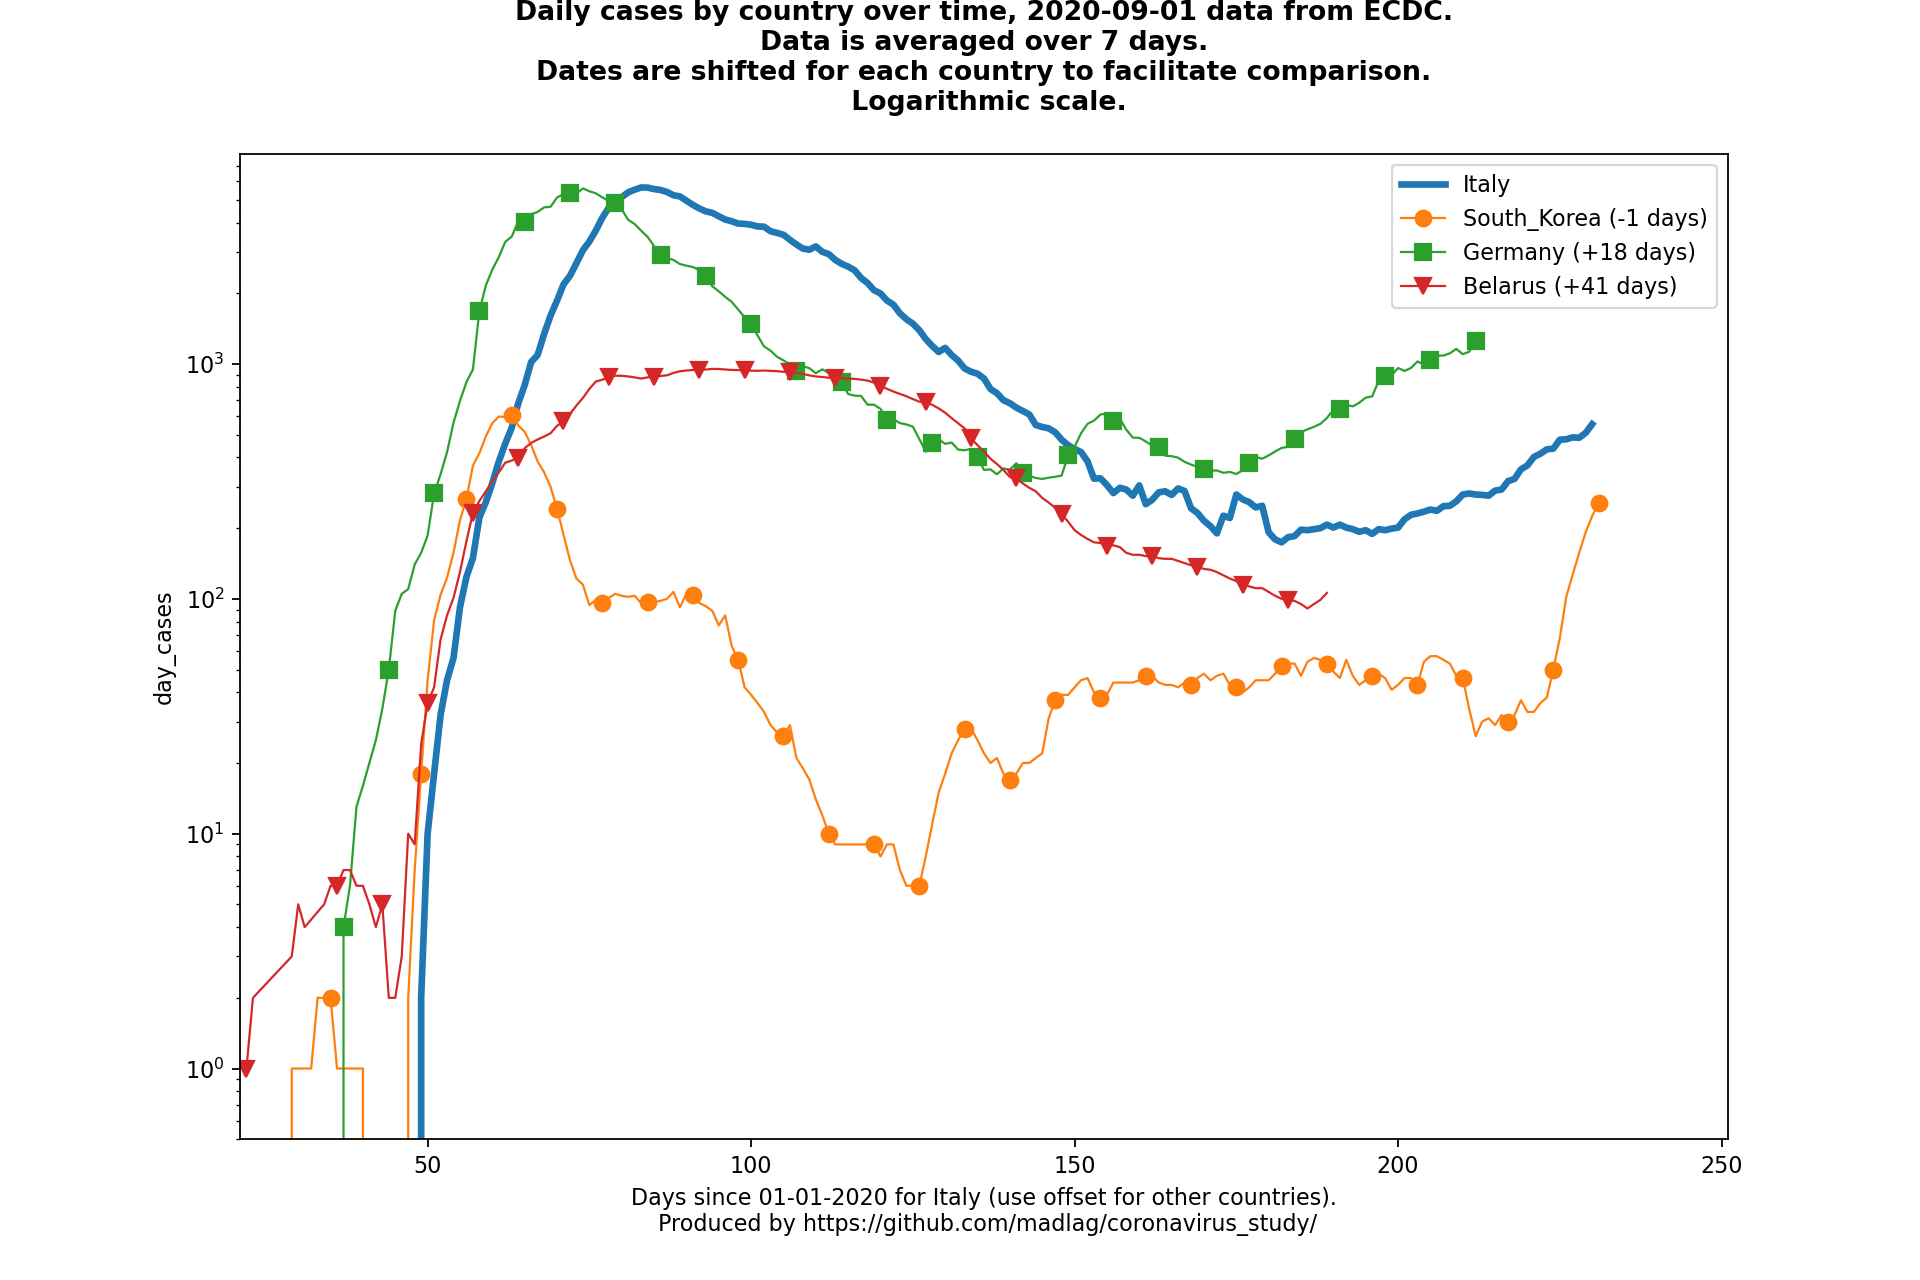 Daily cases by country over time, 2020-09-01 data from ECDC.
Data is averaged over 7 days.
Dates are shifted for each country to facilitate comparison.
Logarithmic scale.
Italy
South_Korea (-1 days)
Germany (+18 days)
Belarus (+41 days)
day_cases
10³
10²
10¹
10⁰
50
100
150
200
250
Days since 01-01-2020 for Italy (use offset for other countries).
Produced by https://github.com/madlag/coronavirus_study/